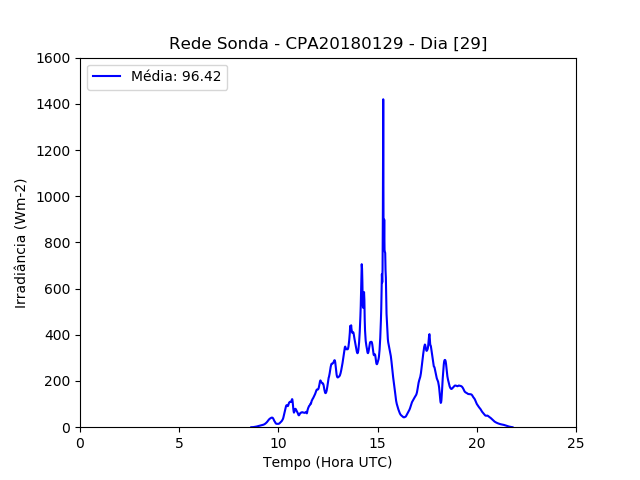 Rede Sonda - CPA20180129 - Dia [29]
Média: 96.42
Irradiância (Wm-2)
1600
1400
1200
1000
800
600
400
200
0
0 5 10 15 20 25
Tempo (Hora UTC)